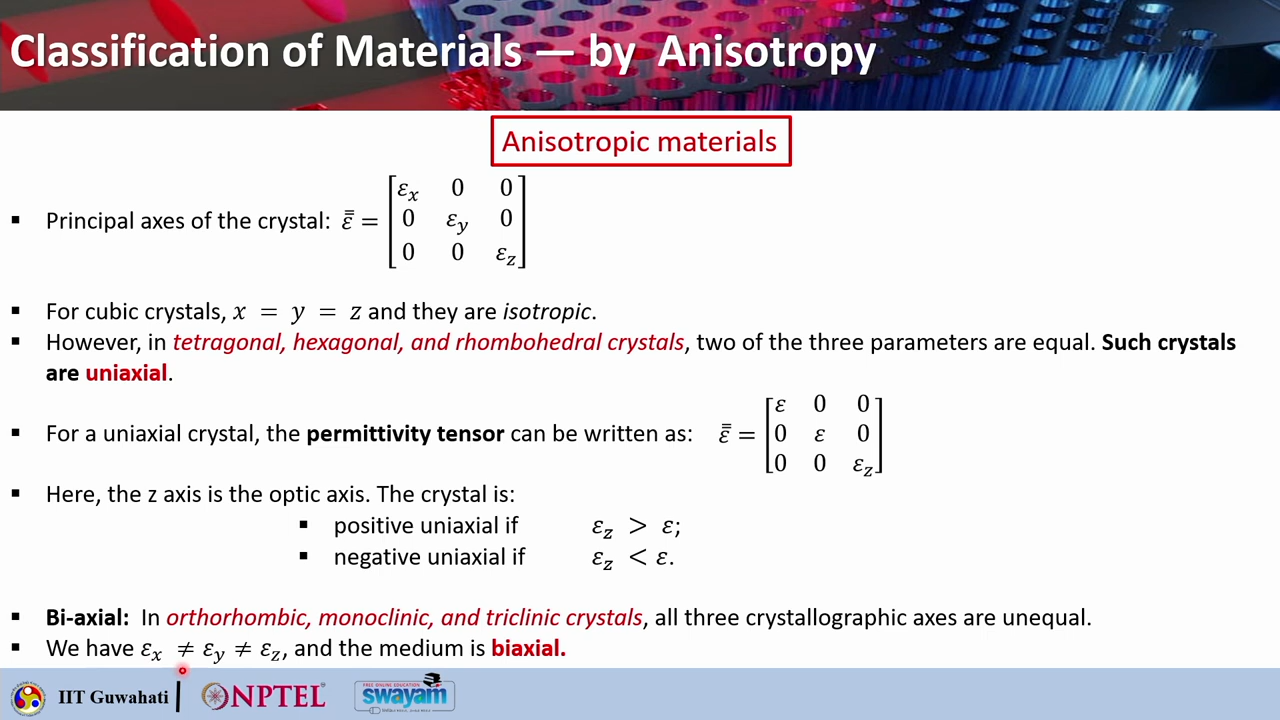 Classification of Materials — by Anisotropy
Anisotropic materials
▪ Principal axes of the crystal: ε̿ = [εx 0 0
0 εy 0
0 0 εz]
▪ For cubic crystals, x = y = z and they are isotropic.
▪ However, in tetragonal, hexagonal, and rhombohedral crystals, two of the three parameters are equal. Such crystals
are uniaxial.
▪ For a uniaxial crystal, the permittivity tensor can be written as: ε̿ = [ε 0 0
0 ε 0
0 0 εz]
▪ Here, the z axis is the optic axis. The crystal is:
▪ positive uniaxial if εz > ε;
▪ negative uniaxial if εz < ε.
▪ Bi-axial: In orthorhombic, monoclinic, and triclinic crystals, all three crystallographic axes are unequal.
▪ We have εx ≠ εy ≠ εz, and the medium is biaxial.
IIT Guwahati NPTEL swayam